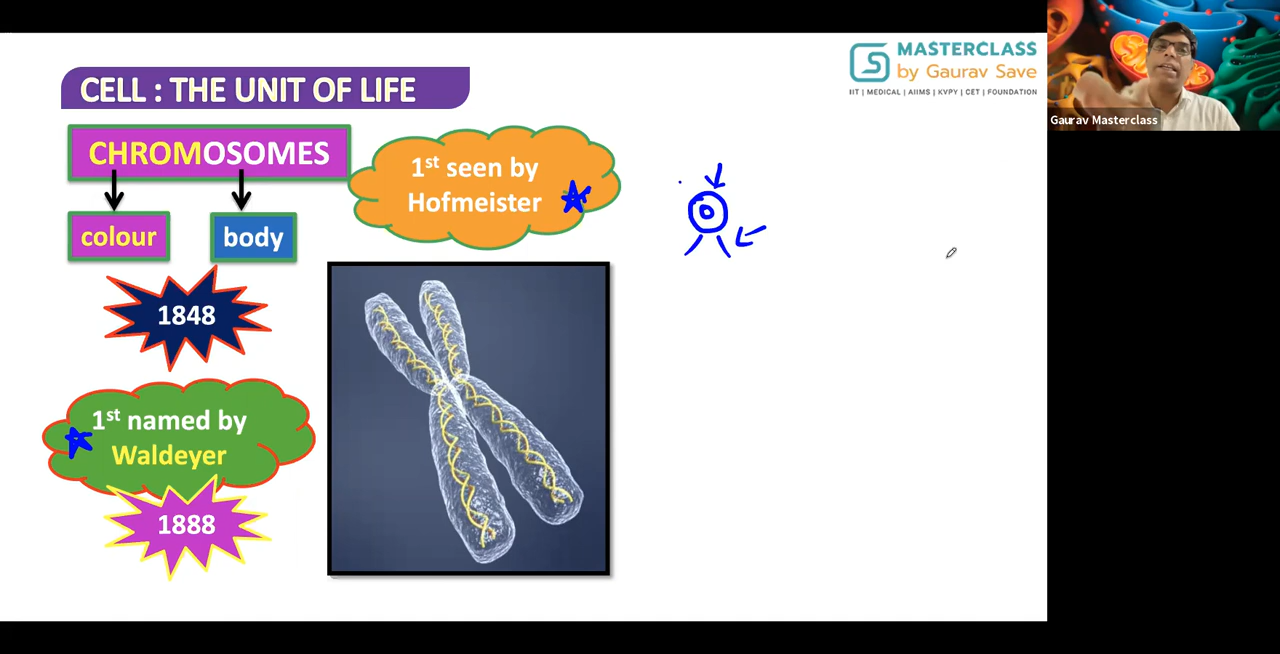 MASTERCLASS
by Gaurav Save
IIT | MEDICAL | AIIMS | KVPY | CET | FOUNDATION
Gaurav Masterclass
CELL : THE UNIT OF LIFE
CHROMOSOMES
1st seen by
Hofmeister
colour
body
1848
1st named by
Waldeyer
1888